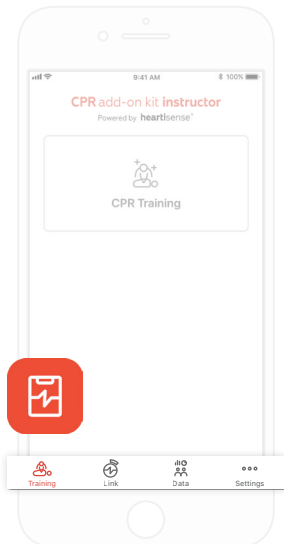 9:41 AM
100%
CPR add-on kit instructor
Powered by heartisense
CPR Training
Training Link Data Settings